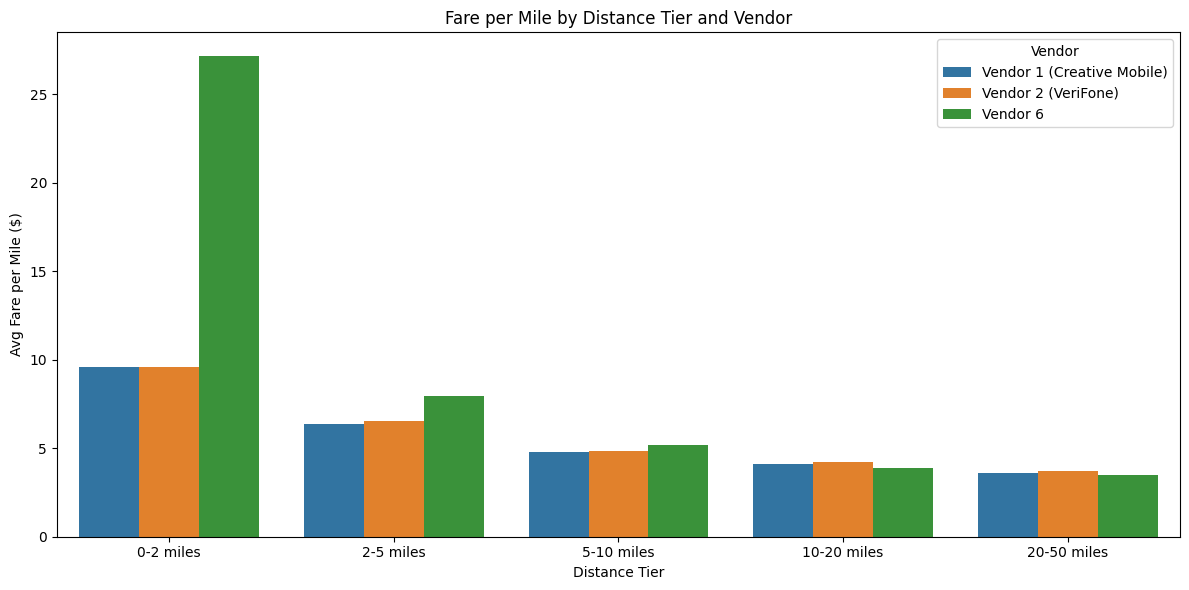 Fare per Mile by Distance Tier and Vendor
Vendor
Vendor 1 (Creative Mobile)
Vendor 2 (VeriFone)
Vendor 6
Avg Fare per Mile ($)
25
20
15
10
5
0
0-2 miles
2-5 miles
5-10 miles
10-20 miles
20-50 miles
Distance Tier